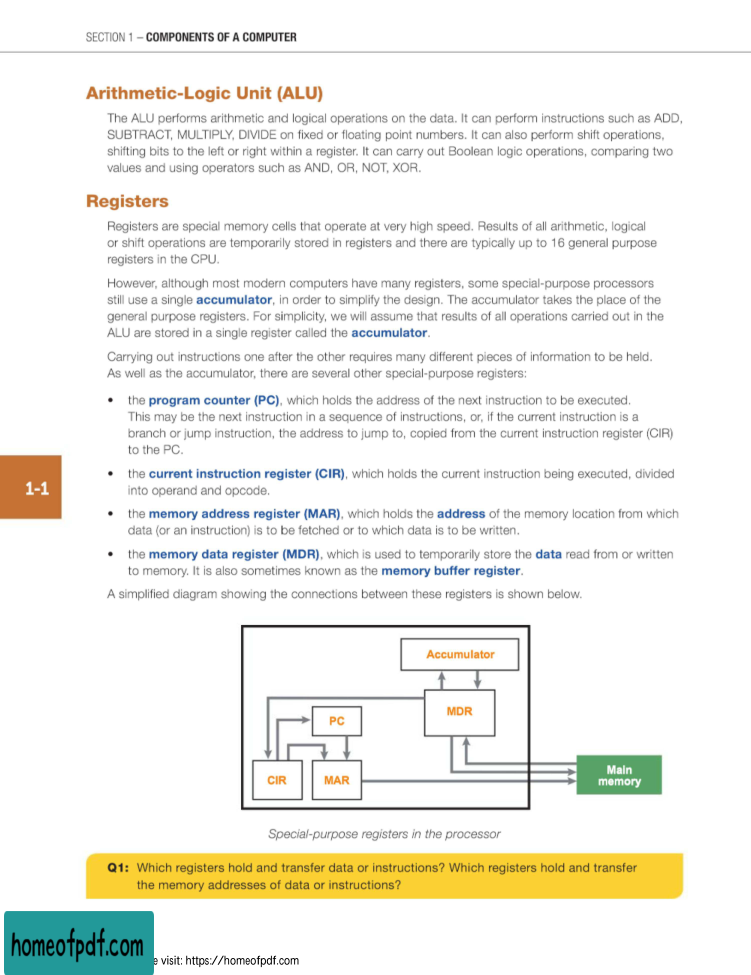 SECTION 1 – COMPONENTS OF A COMPUTER
Arithmetic-Logic Unit (ALU)
The ALU performs arithmetic and logical operations on the data. It can perform instructions such as ADD,
SUBTRACT, MULTIPLY, DIVIDE on fixed or floating point numbers. It can also perform shift operations,
shifting bits to the left or right within a register. It can carry out Boolean logic operations, comparing two
values and using operators such as AND, OR, NOT, XOR.
Registers
Registers are special memory cells that operate at very high speed. Results of all arithmetic, logical
or shift operations are temporarily stored in registers and there are typically up to 16 general purpose
registers in the CPU.
However, although most modern computers have many registers, some special-purpose processors
still use a single accumulator, in order to simplify the design. The accumulator takes the place of the
general purpose registers. For simplicity, we will assume that results of all operations carried out in the
ALU are stored in a single register called the accumulator.
Carrying out instructions one after the other requires many different pieces of information to be held.
As well as the accumulator, there are several other special-purpose registers:
• the program counter (PC), which holds the address of the next instruction to be executed.
This may be the next instruction in a sequence of instructions, or, if the current instruction is a
branch or jump instruction, the address to jump to, copied from the current instruction register (CIR)
to the PC.
• the current instruction register (CIR), which holds the current instruction being executed, divided
into operand and opcode.
1-1
• the memory address register (MAR), which holds the address of the memory location from which
data (or an instruction) is to be fetched or to which data is to be written.
• the memory data register (MDR), which is used to temporarily store the data read from or written
to memory. It is also sometimes known as the memory buffer register.
A simplified diagram showing the connections between these registers is shown below.
Accumulator
MDR
PC
CIR
MAR
Main
memory
Special-purpose registers in the processor
Q1: Which registers hold and transfer data or instructions? Which registers hold and transfer
the memory addresses of data or instructions?
homeofpdf.com
e visit: https://homeofpdf.com